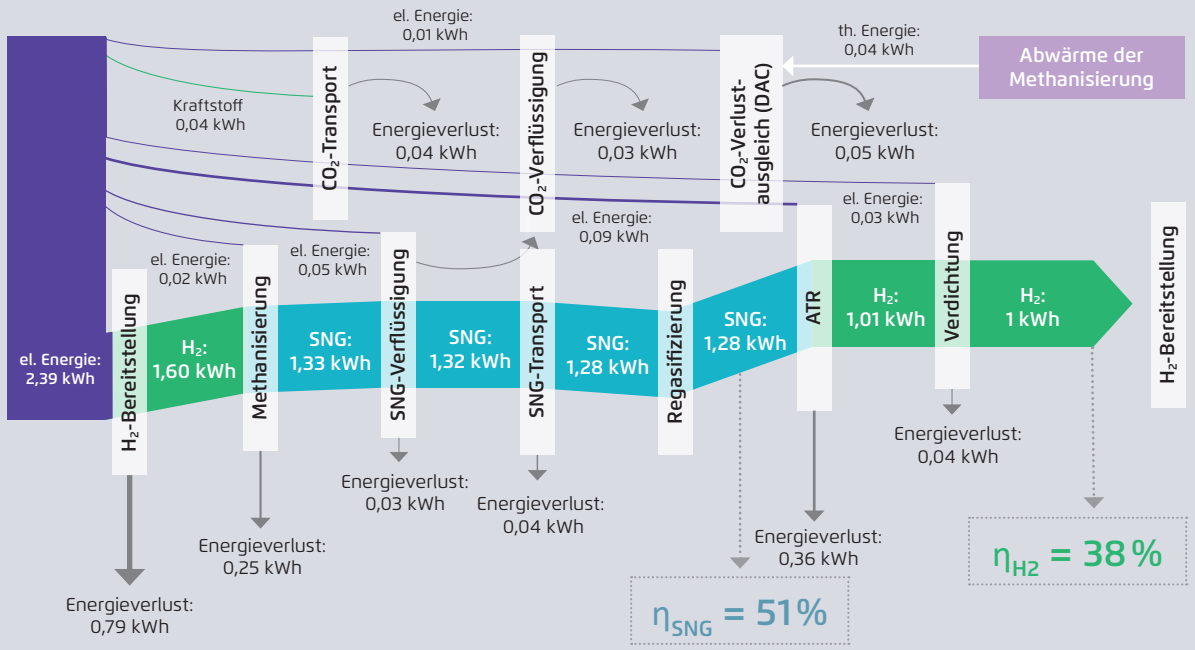 el. Energie:
0,01 kWh
th. Energie:
0,04 kWh
Abwärme der
Methanisierung
Kraftstoff
0,04 kWh
CO₂-Transport
Energieverlust:
0,04 kWh
CO₂-Verflüssigung
Energieverlust:
0,03 kWh
CO₂-Verlust-
ausgleich (DAC)
Energieverlust:
0,05 kWh
el. Energie:
0,02 kWh
el. Energie:
0,05 kWh
el. Energie:
0,09 kWh
el. Energie:
0,03 kWh
el. Energie:
2,39 kWh
H₂-Bereitstellung
H₂:
1,60 kWh
Methanisierung
SNG:
1,33 kWh
SNG-Verflüssigung
SNG:
1,32 kWh
SNG-Transport
SNG:
1,28 kWh
Regasifizierung
SNG:
1,28 kWh
ATR
H₂:
1,01 kWh
Verdichtung
H₂:
1 kWh
H₂-Bereitstellung
Energieverlust:
0,79 kWh
Energieverlust:
0,25 kWh
Energieverlust:
0,03 kWh
Energieverlust:
0,04 kWh
Energieverlust:
0,36 kWh
Energieverlust:
0,04 kWh
ηSNG = 51 %
ηH2 = 38 %